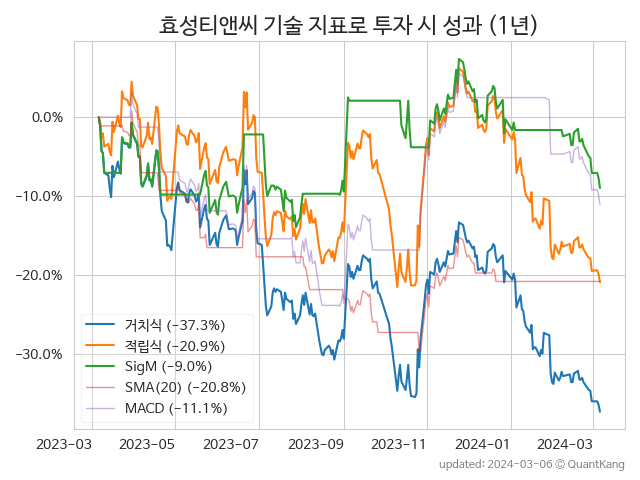 효성티앤씨 기술 지표로 투자 시 성과 (1년)
0.0%
−10.0%
−20.0%
−30.0%
거치식 (−37.3%)
적립식 (−20.9%)
SigM (−9.0%)
SMA(20) (−20.8%)
MACD (−11.1%)
2023−03 2023−05 2023−07 2023−09 2023−11 2024−01 2024−03
updated: 2024−03−06 ⓒ QuantKang